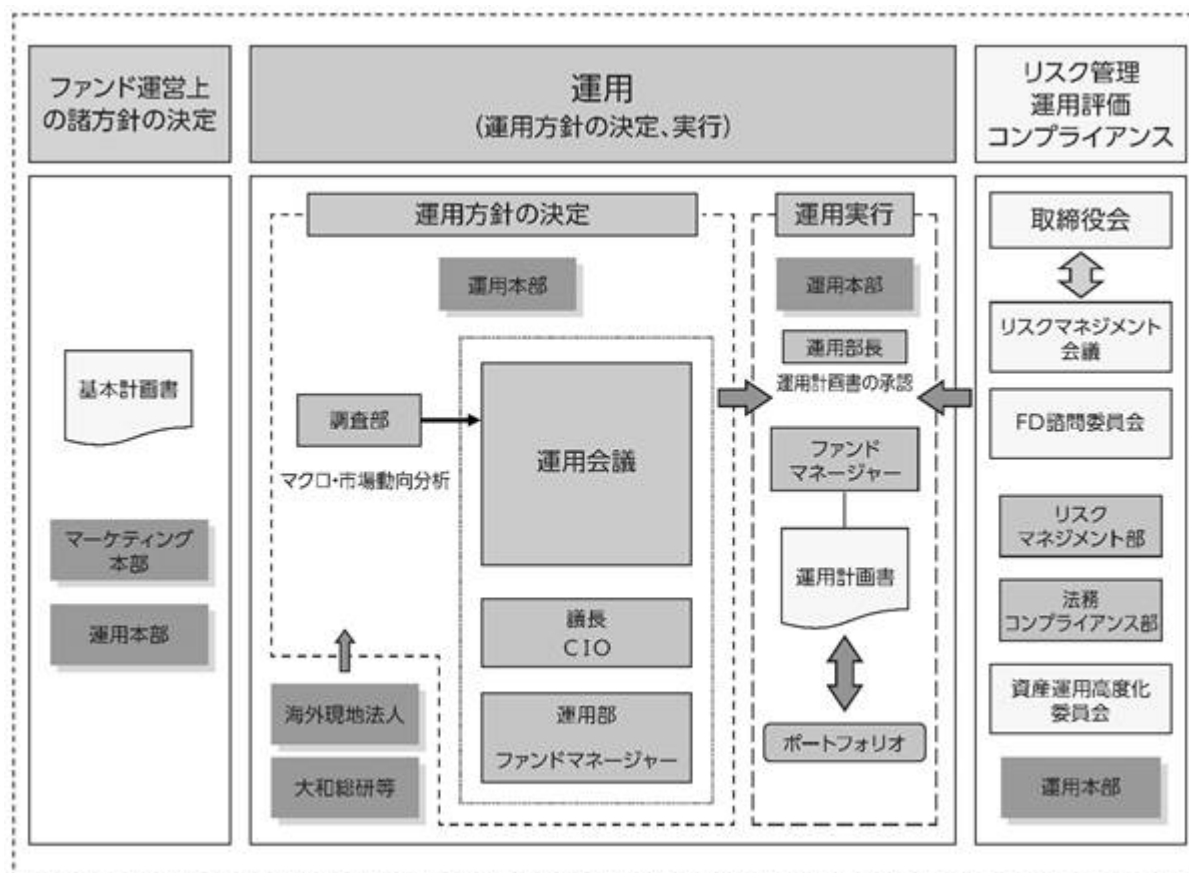 ファンド運営上
の諸方針の決定
基本計画書
マーケティング
本部
運用本部
運用
(運用方針の決定、実行)
運用方針の決定
運用本部
調査部
マクロ・市場動向分析
運用会議
議長
CIO
運用部
ファンドマネージャー
海外現地法人
大和総研等
運用実行
運用本部
運用部長
運用計画書の承認
ファンド
マネージャー
運用計画書
ポートフォリオ
リスク管理
運用評価
コンプライアンス
取締役会
リスクマネジメント
会議
FD諮問委員会
リスク
マネジメント部
法務
コンプライアンス部
資産運用高度化
委員会
運用本部